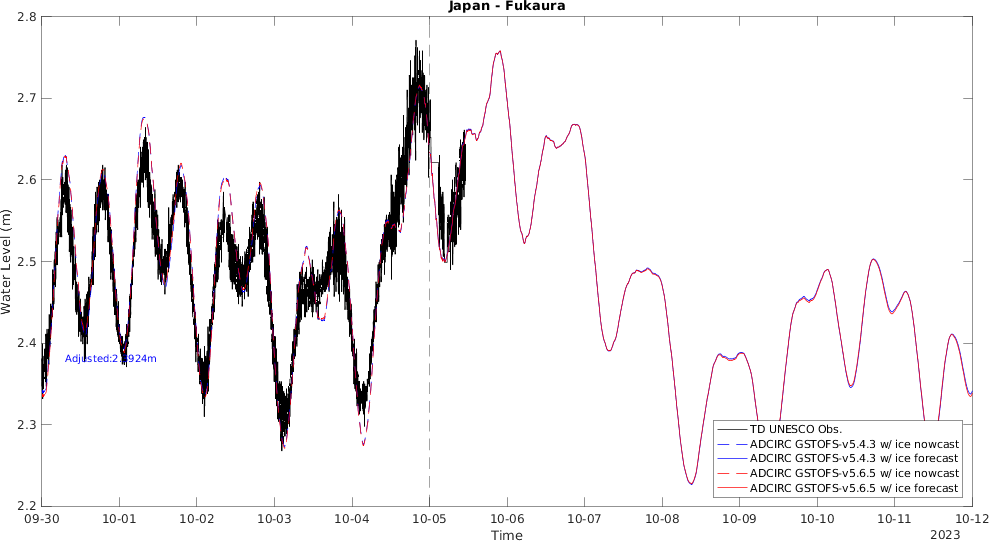 Japan - Fukaura
Water Level (m)
2.8
2.7
2.6
2.5
2.4
2.3
2.2
TD UNESCO Obs.
ADCIRC GSTOFS-v5.4.3 w/ ice nowcast
ADCIRC GSTOFS-v5.4.3 w/ ice forecast
ADCIRC GSTOFS-v5.6.5 w/ ice nowcast
ADCIRC GSTOFS-v5.6.5 w/ ice forecast
09-30 10-01 10-02 10-03 10-04 10-05 10-06 10-07 10-08 10-09 10-10 10-11 10-12
Time
2023